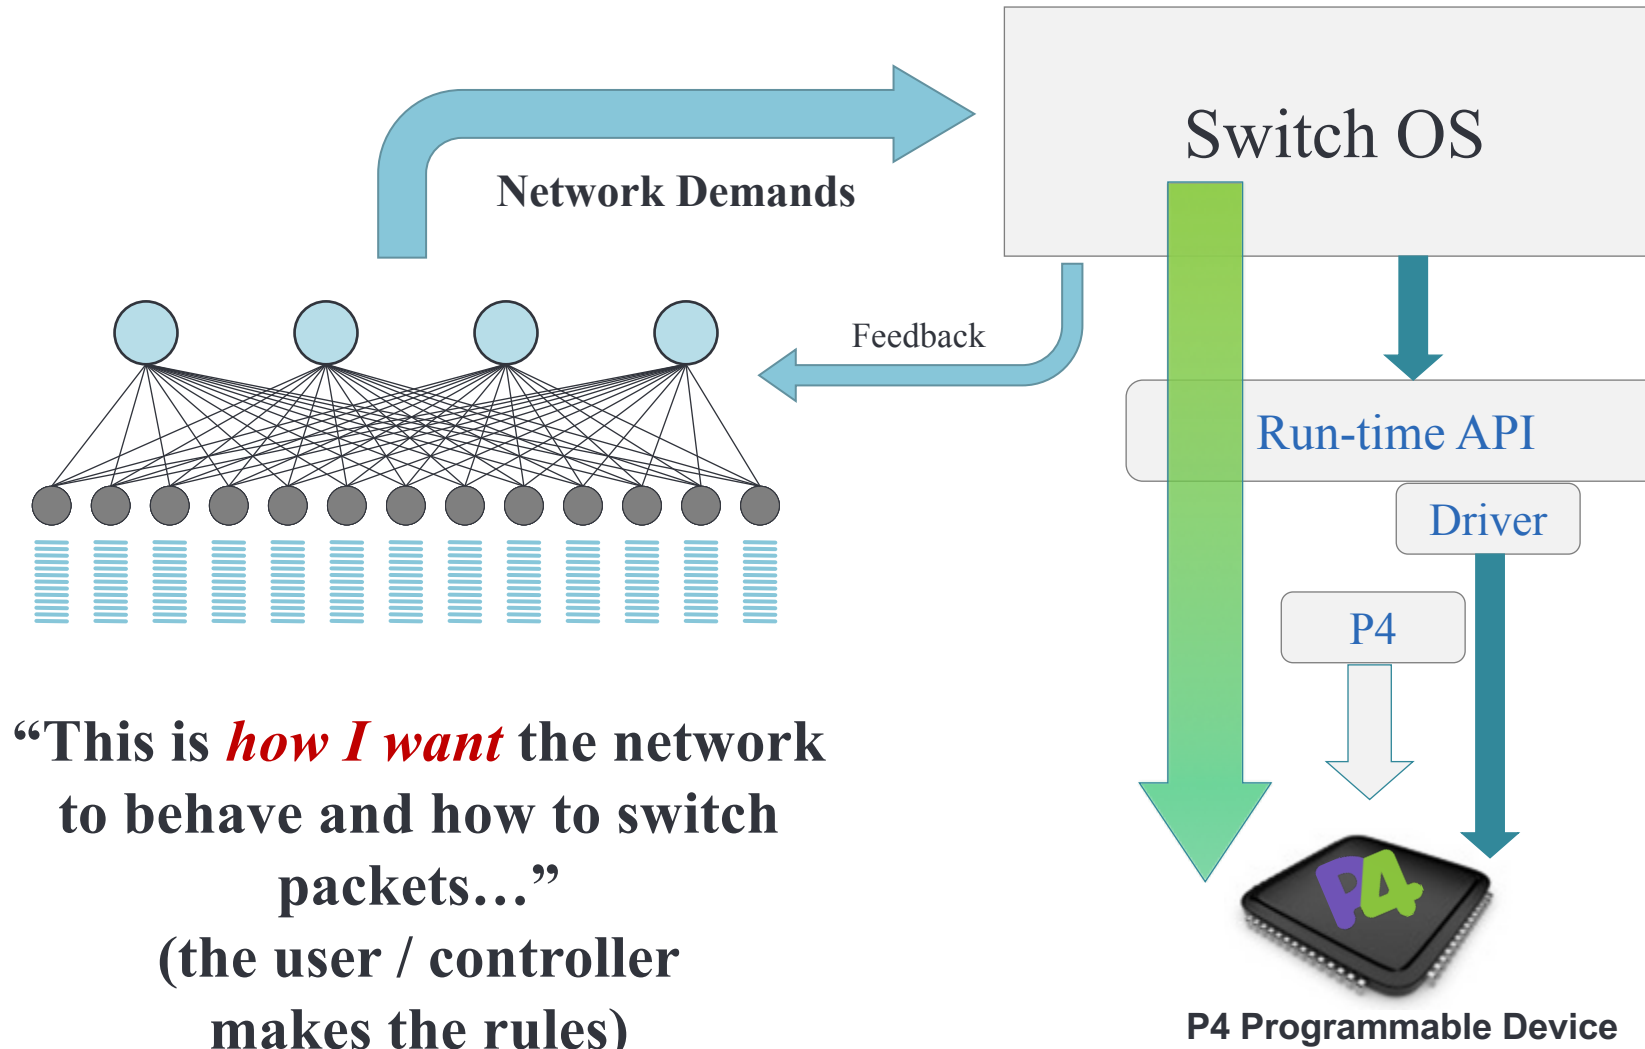 Switch OS
Network Demands
Feedback
Run-time API
Driver
P4
“This is how I want the network
to behave and how to switch
packets…”
(the user / controller
makes the rules)
P4
P4 Programmable Device